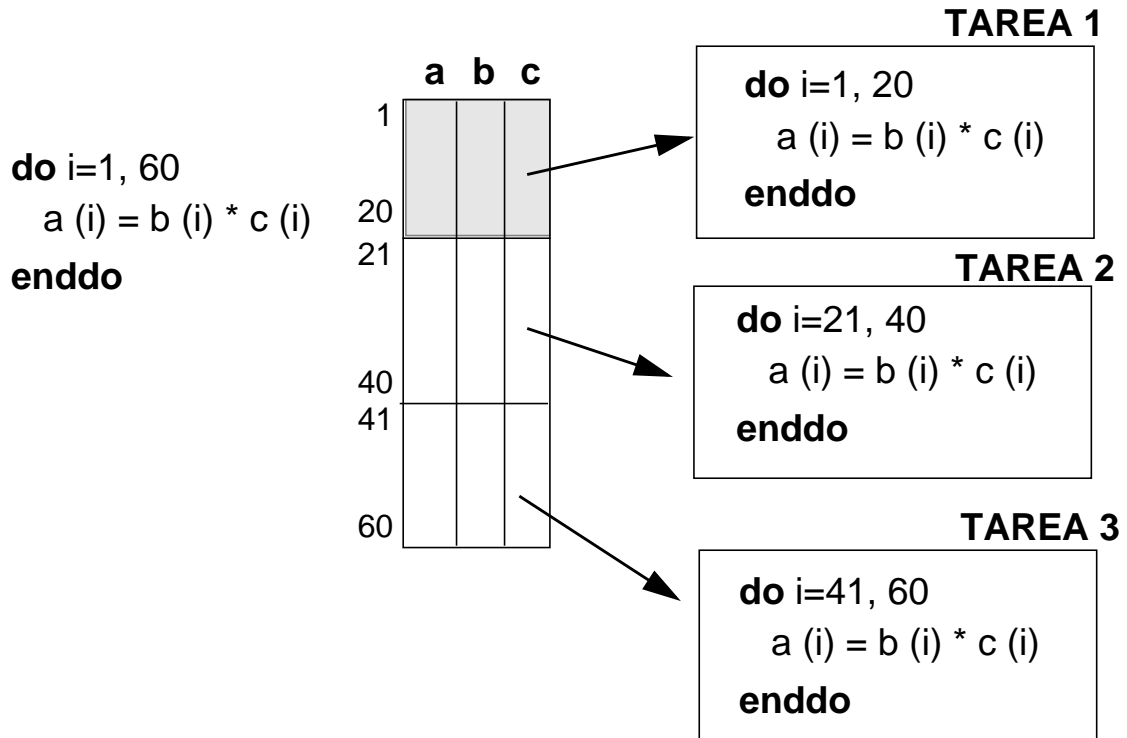 do i=1, 60
a (i) = b (i) * c (i)
enddo
a b c
1
20
21
40
41
60
TAREA 1
do i=1, 20
a (i) = b (i) * c (i)
enddo
TAREA 2
do i=21, 40
a (i) = b (i) * c (i)
enddo
TAREA 3
do i=41, 60
a (i) = b (i) * c (i)
enddo